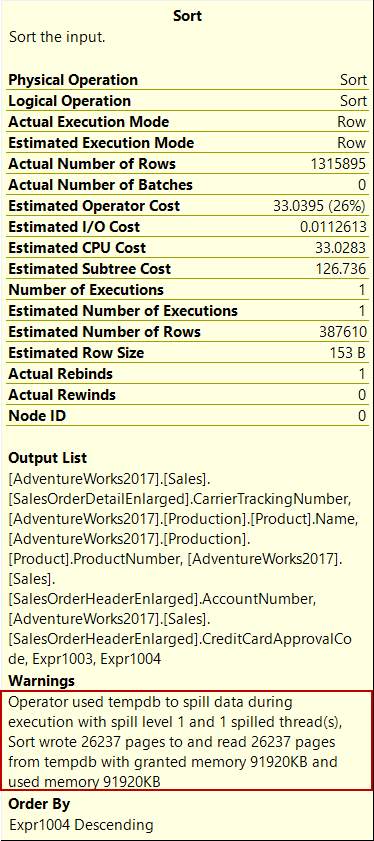 Sort
Sort the input.
Physical Operation Sort
Logical Operation Sort
Actual Execution Mode Row
Estimated Execution Mode Row
Actual Number of Rows 1315895
Actual Number of Batches 0
Estimated Operator Cost 33.0395 (26%)
Estimated I/O Cost 0.0112613
Estimated CPU Cost 33.0283
Estimated Subtree Cost 126.736
Number of Executions 1
Estimated Number of Executions 1
Estimated Number of Rows 387610
Estimated Row Size 153 B
Actual Rebinds 1
Actual Rewinds 0
Node ID 0
Output List
[AdventureWorks2017].[Sales].
[SalesOrderDetailEnlarged].CarrierTrackingNumber,
[AdventureWorks2017].[Production].[Product].Name,
[AdventureWorks2017].[Production].
[Product].ProductNumber, [AdventureWorks2017].
[Sales].
[SalesOrderHeaderEnlarged].AccountNumber,
[AdventureWorks2017].[Sales].
[SalesOrderHeaderEnlarged].CreditCardApprovalCo
de, Expr1003, Expr1004
Warnings
Operator used tempdb to spill data during
execution with spill level 1 and 1 spilled thread(s),
Sort wrote 26237 pages to and read 26237 pages
from tempdb with granted memory 91920KB and
used memory 91920KB
Order By
Expr1004 Descending